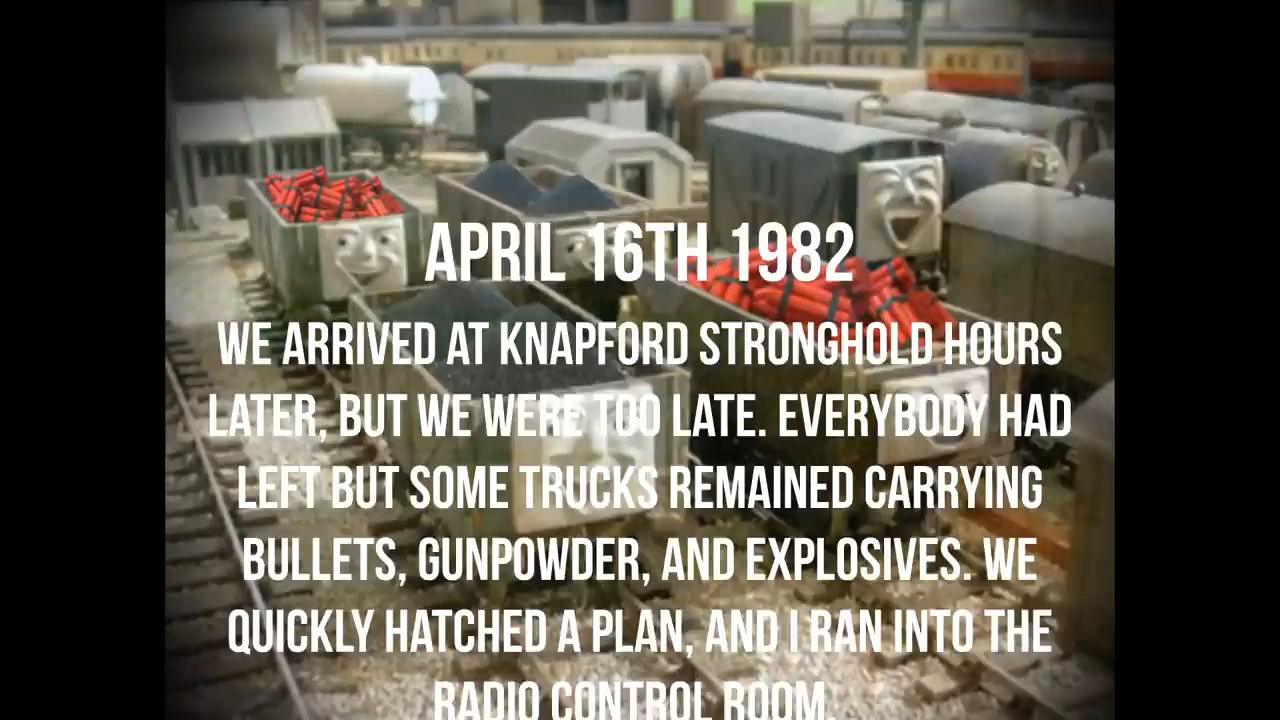 APRIL 16TH 1982
WE ARRIVED AT KNAPFORD STRONGHOLD HOURS
LATER, BUT WE WERE TOO LATE. EVERYBODY HAD
LEFT BUT SOME TRUCKS REMAINED CARRYING
BULLETS, GUNPOWDER, AND EXPLOSIVES. WE
QUICKLY HATCHED A PLAN, AND I RAN INTO THE
RADIO CONTROL ROOM.